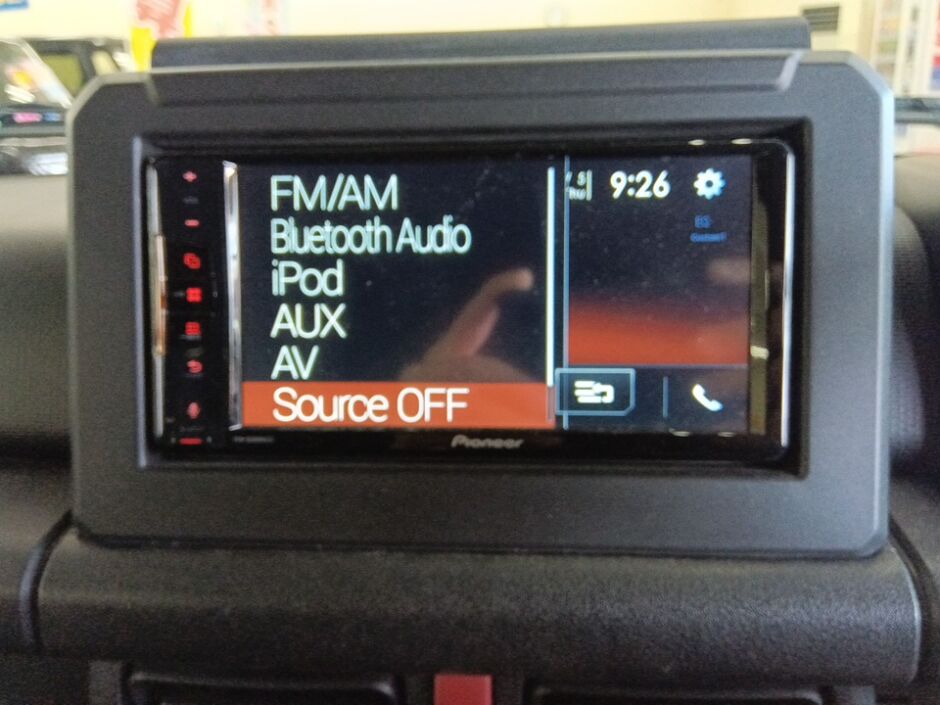 FM/AM
Bluetooth Audio
iPod
AUX
AV
Source OFF
9:26
Pioneer